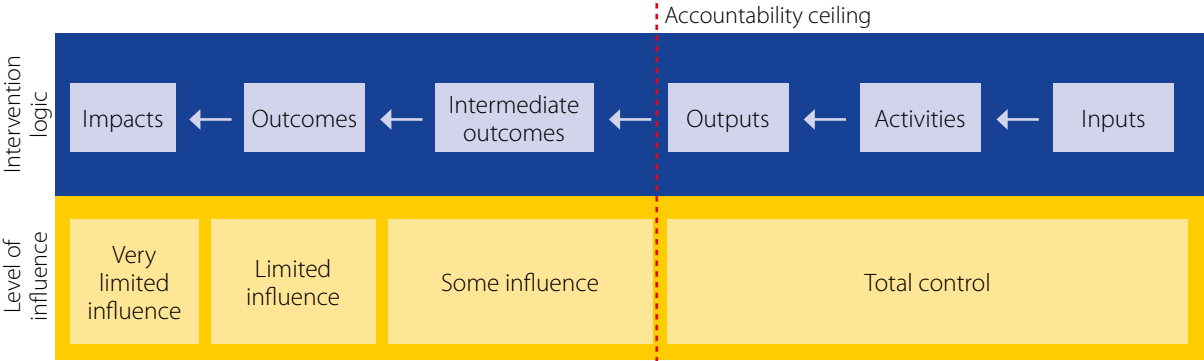 Accountability ceiling
Intervention
logic
Impacts
Outcomes
Intermediate
outcomes
Outputs
Activities
Inputs
Level of
influence
Very
limited
influence
Limited
influence
Some influence
Total control